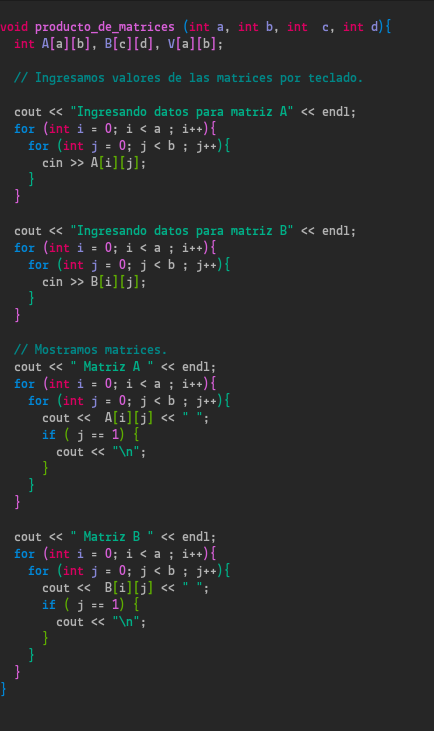 void producto_de_matrices (int a, int b, int  c, int d){
  int A[a][b], B[c][d], V[a][b];

  // Ingresamos valores de las matrices por teclado.

  cout << "Ingresando datos para matriz A" << endl;
  for (int i = 0; i < a ; i++){
    for (int j = 0; j < b ; j++){
      cin >> A[i][j];
    }
  }

  cout << "Ingresando datos para matriz B" << endl;
  for (int i = 0; i < a ; i++){
    for (int j = 0; j < b ; j++){
      cin >> B[i][j];
    }
  }

  // Mostramos matrices.
  cout << " Matriz A " << endl;
  for (int i = 0; i < a ; i++){
    for (int j = 0; j < b ; j++){
      cout <<  A[i][j] << " ";
      if ( j == 1) {
        cout << "\n";
      }
    }
  }

  cout << " Matriz B " << endl;
  for (int i = 0; i < a ; i++){
    for (int j = 0; j < b ; j++){
      cout <<  B[i][j] << " ";
      if ( j == 1) {
        cout << "\n";
      }
    }
  }
}